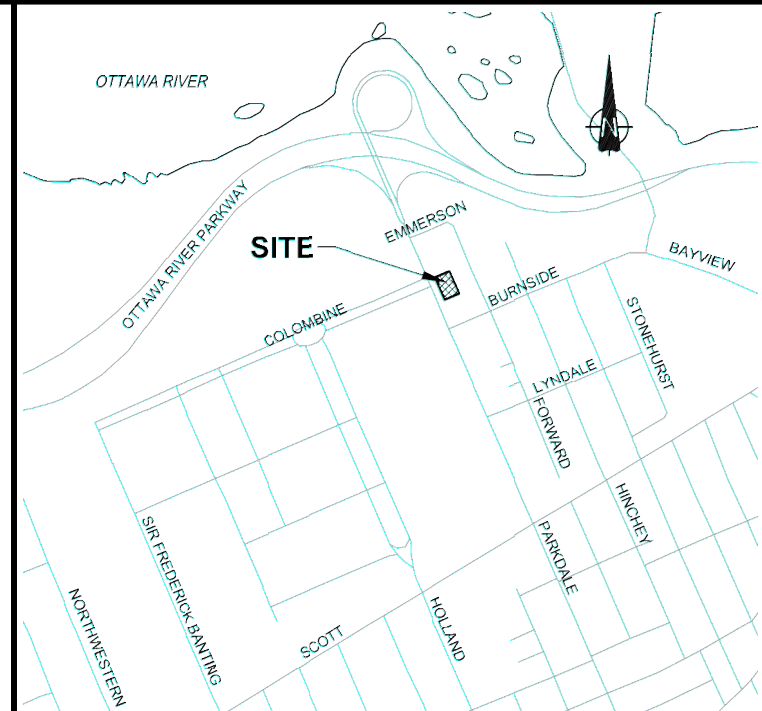 OTTAWA RIVER
N
OTTAWA RIVER PARKWAY
EMMERSON
SITE
BAYVIEW
BURNSIDE
COLOMBINE
STONEHURST
LYNDALE
FORWARD
HINCHEY
SIR FREDERICK BANTING
PARKDALE
NORTHWESTERN
HOLLAND
SCOTT